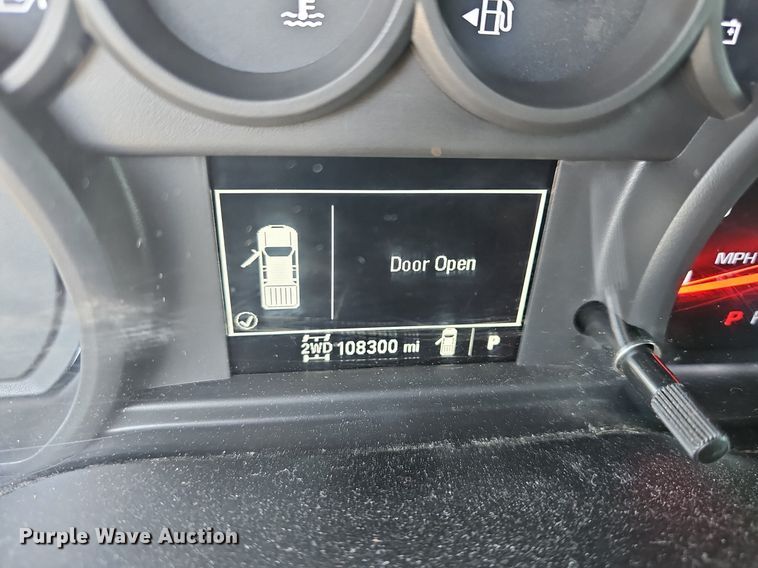 MPH
Door Open
2WD 108300 mi P
P
Purple Wave Auction